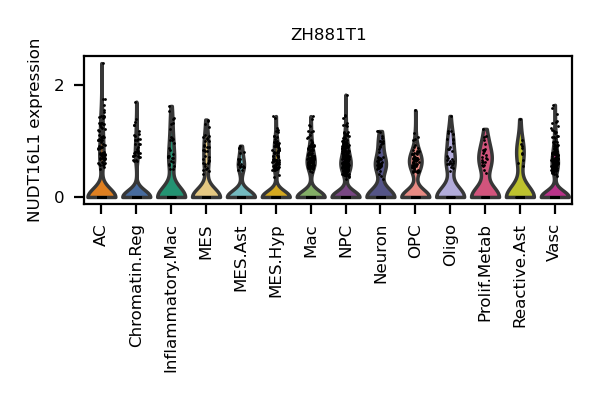 ZH881T1
NUDT16L1 expression
2
0
AC
Chromatin.Reg
Inflammatory.Mac
MES
MES.Ast
MES.Hyp
Mac
NPC
Neuron
OPC
Oligo
Prolif.Metab
Reactive.Ast
Vasc